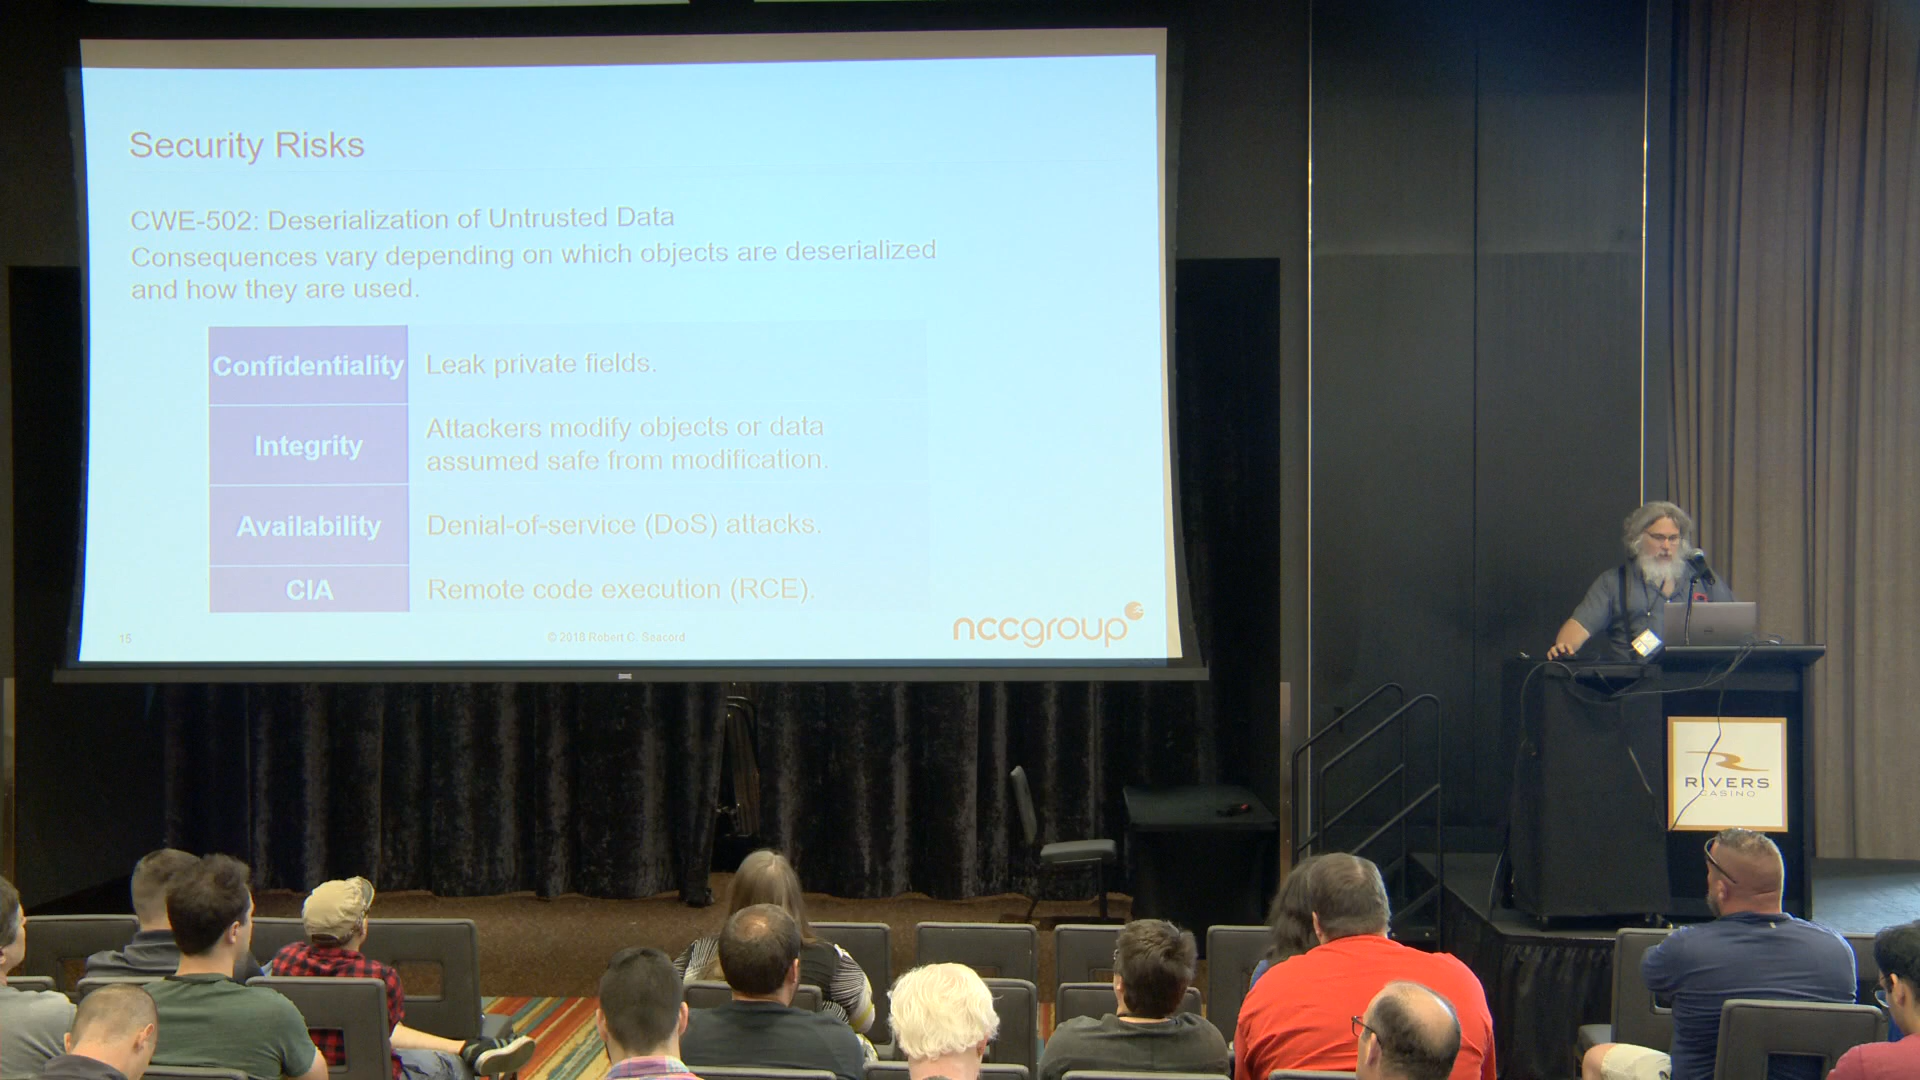 Security Risks
CWE-502: Deserialization of Untrusted Data
Consequences vary depending on which objects are deserialized
and how they are used.
Confidentiality Leak private fields.
Integrity Attackers modify objects or data
assumed safe from modification.
Availability Denial-of-service (DoS) attacks.
CIA Remote code execution (RCE).
15 © 2018 Robert C. Seacord nccgroup
RIVERS
CASINO